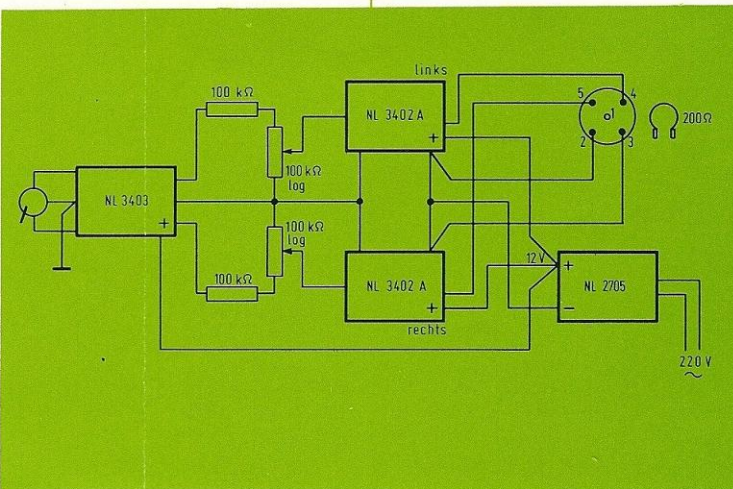 links
100 kΩ
NL 3402 A
+
5
4
1
2
3
200Ω
100 kΩ
log
NL 3403
+
100 kΩ
log
100 kΩ
NL 3402 A
+
rechts
12 V
+
NL 2705
−
220 V
~